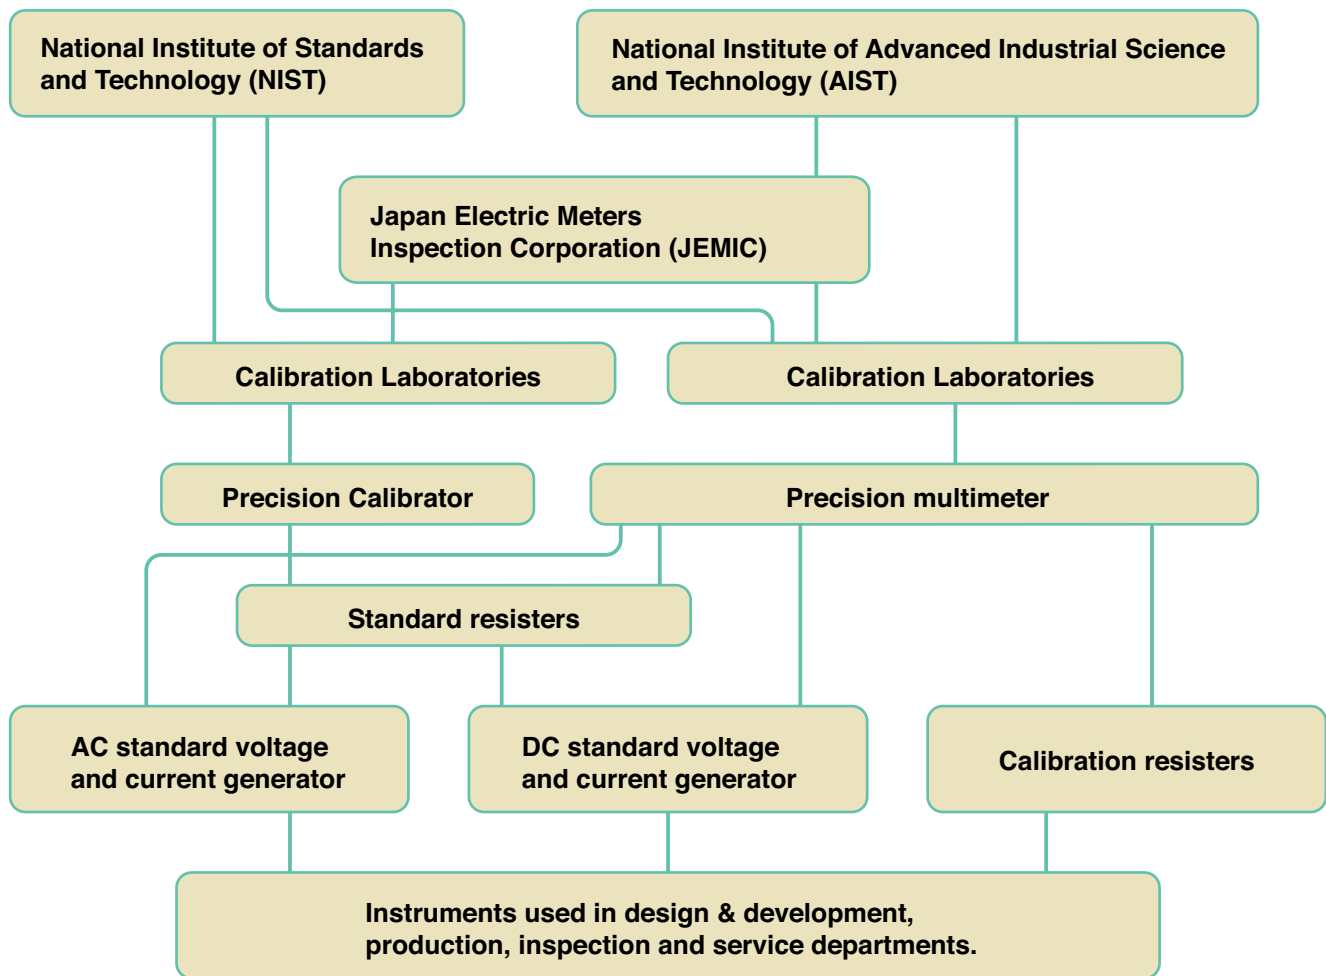 National Institute of Standards
and Technology (NIST)
National Institute of Advanced Industrial Science
and Technology (AIST)
Japan Electric Meters
Inspection Corporation (JEMIC)
Calibration Laboratories
Calibration Laboratories
Precision Calibrator
Precision multimeter
Standard resisters
AC standard voltage
and current generator
DC standard voltage
and current generator
Calibration resisters
Instruments used in design & development,
production, inspection and service departments.